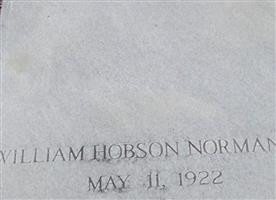 WILLIAM HOBSON NORMAN
MAY 11, 1922